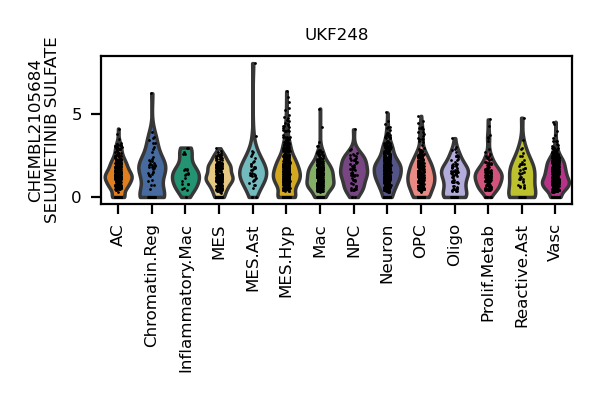 UKF248
CHEMBL2105684
SELUMETINIB SULFATE
5
0
AC
Chromatin.Reg
Inflammatory.Mac
MES
MES.Ast
MES.Hyp
Mac
NPC
Neuron
OPC
Oligo
Prolif.Metab
Reactive.Ast
Vasc